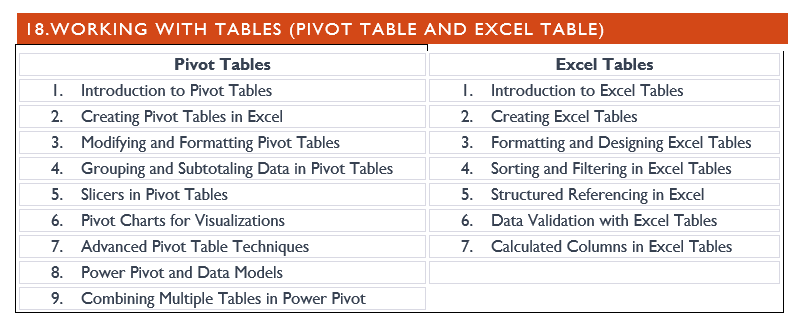 18.WORKING WITH TABLES (PIVOT TABLE AND EXCEL TABLE)
Pivot Tables
1. Introduction to Pivot Tables
2. Creating Pivot Tables in Excel
3. Modifying and Formatting Pivot Tables
4. Grouping and Subtotaling Data in Pivot Tables
5. Slicers in Pivot Tables
6. Pivot Charts for Visualizations
7. Advanced Pivot Table Techniques
8. Power Pivot and Data Models
9. Combining Multiple Tables in Power Pivot
Excel Tables
1. Introduction to Excel Tables
2. Creating Excel Tables
3. Formatting and Designing Excel Tables
4. Sorting and Filtering in Excel Tables
5. Structured Referencing in Excel
6. Data Validation with Excel Tables
7. Calculated Columns in Excel Tables